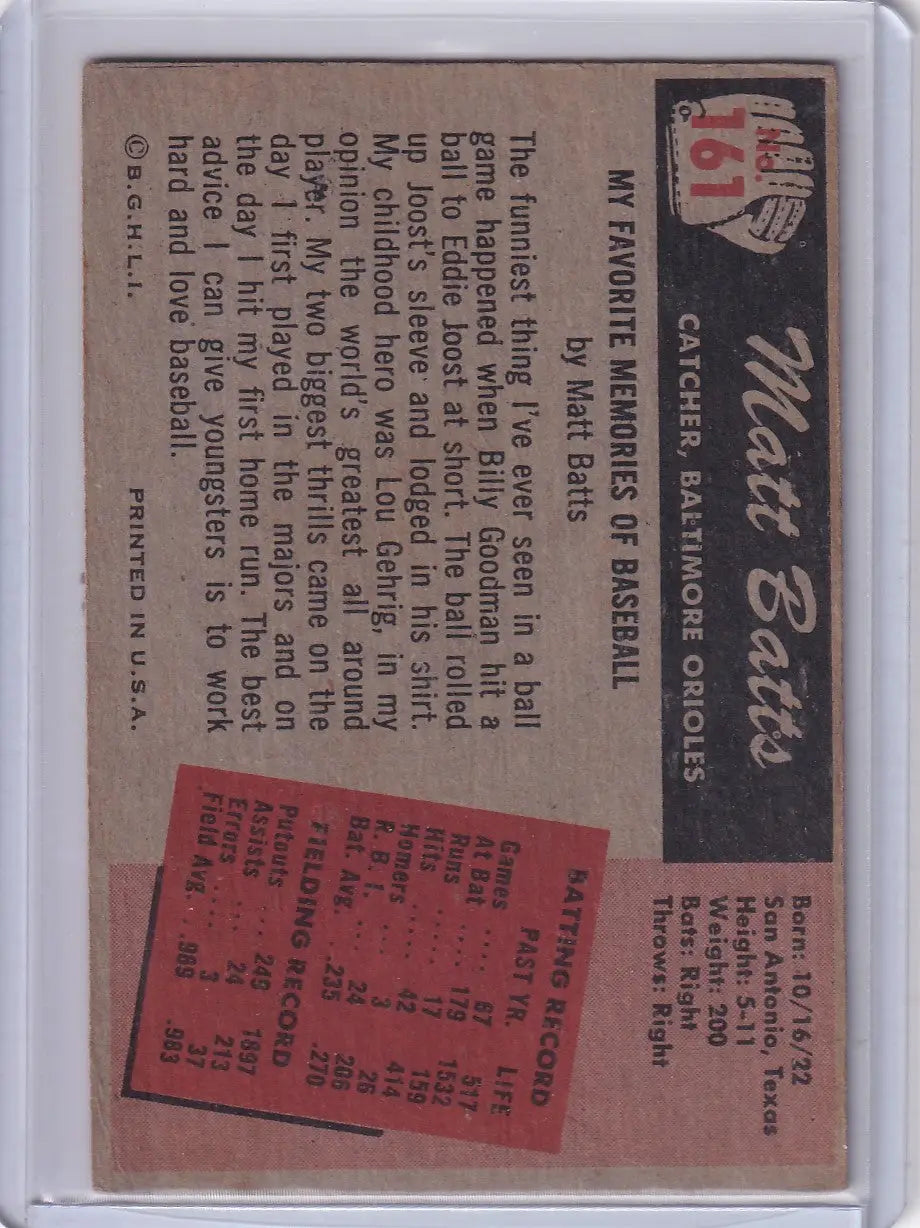 No.
161
Matt Batts
CATCHER, BALTIMORE ORIOLES
Born: 10/16/22
San Antonio, Texas
Height: 5-11
Weight: 200
Bats: Right
Throws: Right
MY FAVORITE MEMORIES OF BASEBALL
by Matt Batts
The funniest thing I've ever seen in a ball
game happened when Billy Goodman hit a
ball to Eddie Joost at short. The ball rolled
up Joost's sleeve and lodged in his shirt.
My childhood hero was Lou Gehrig, in my
opinion the world's greatest all around
player. My two biggest thrills came on the
day I first played in the majors and on
the day I hit my first home run. The best
advice I can give youngsters is to work
hard and love baseball.
© B.G.H.L.I. PRINTED IN U.S.A.
BATTING RECORD
PAST YR. LIFE
Games .... 67 517
At Bat .... 179 1532
Runs ..... 17 159
Hits ..... 42 414
Homers ... 3 26
R. B. I. ... 24 206
Bat. Avg. . .235 .270
FIELDING RECORD
Putouts .. 249 1897
Assists ... 24 213
Errors .... 3 37
Field Avg. . .989 .983